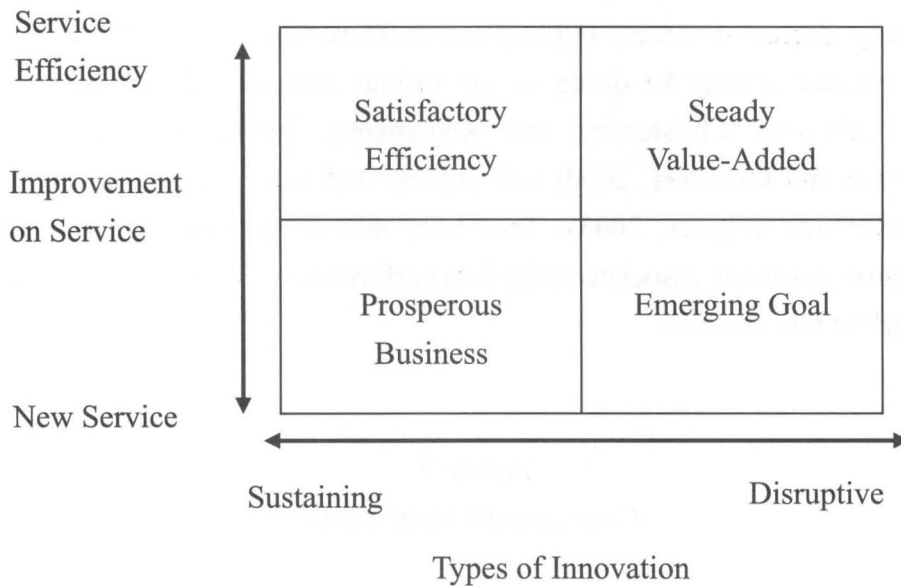 Service
Efficiency
Improvement
on Service
New Service
Satisfactory
Efficiency
Steady
Value-Added
Prosperous
Business
Emerging Goal
Sustaining
Disruptive
Types of Innovation